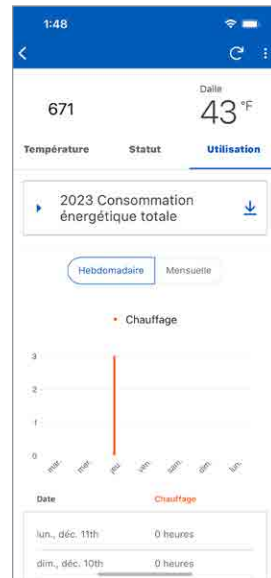 1:48
Dalle
671
43°F
Température Statut Utilisation
2023 Consommation
énergétique totale
Hebdomadaire Mensuelle
Chauffage
3
2
1
0
mar. mer. jeu. ven. sam. dim. lun.
Date Chauffage
lun., déc. 11th 0 heures
dim., déc. 10th 0 heures